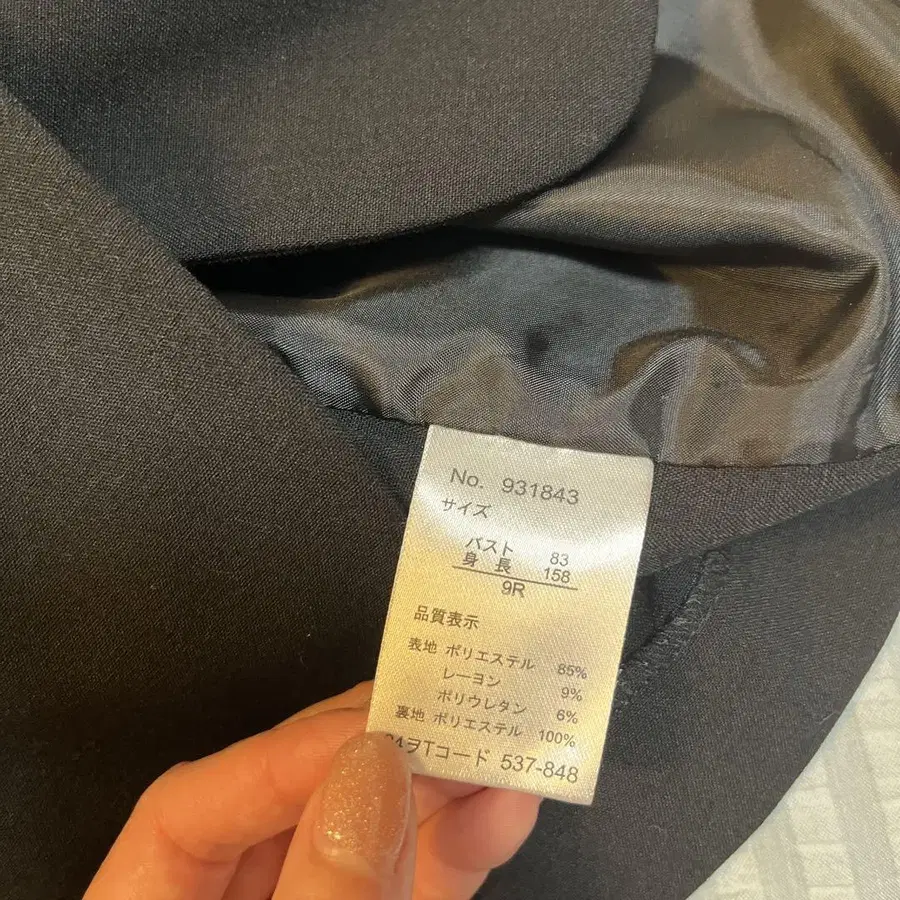 No. 931843
サイズ
バスト 83
身長 158
9R
品質表示
表地 ポリエステル 85%
レーヨン 9%
ポリウレタン 6%
裏地 ポリエステル 100%
ヲTコード 537-848